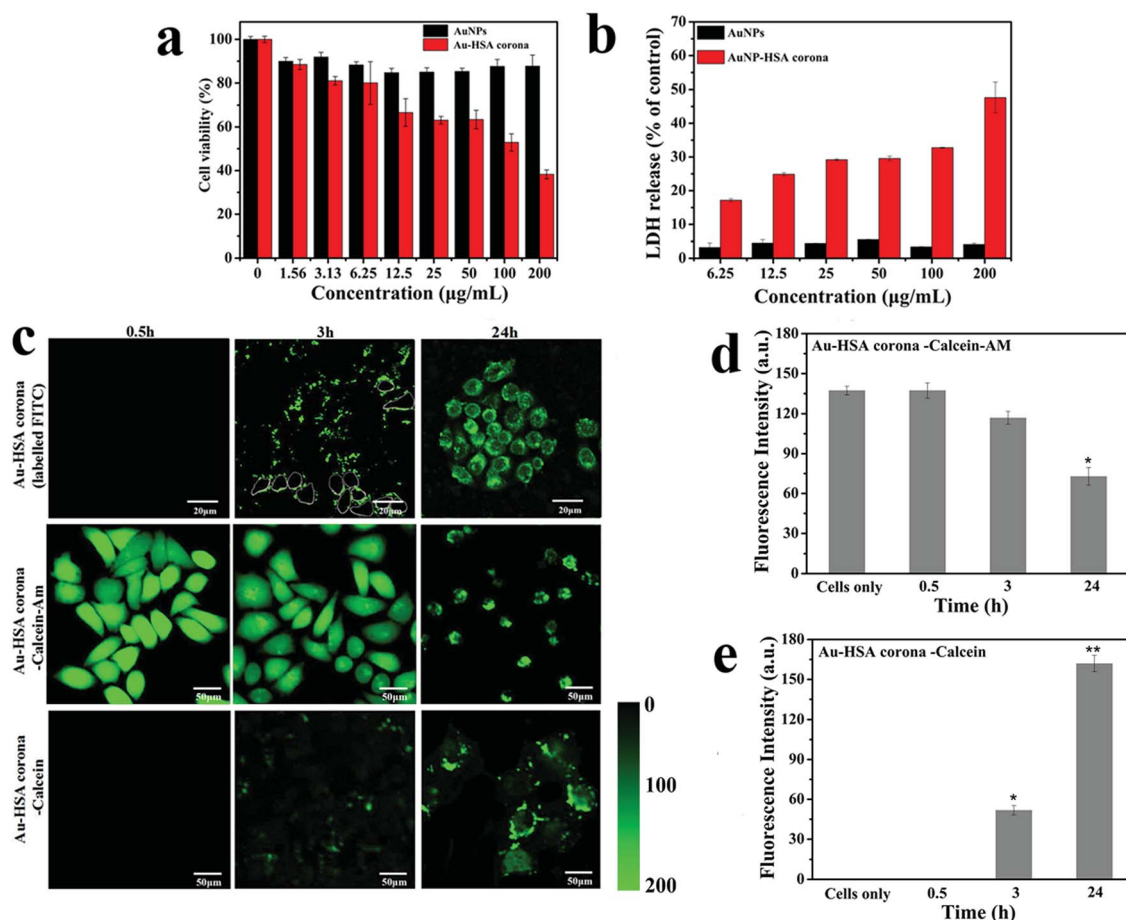 a
AuNPs
Au-HSA corona
100
80
60
40
20
0
Cell viability (%)
0 1.56 3.13 6.25 12.5 25 50 100 200
Concentration (µg/mL)
b
AuNPs
AuNP-HSA corona
70
60
50
40
30
20
10
0
LDH release (% of control)
6.25 12.5 25 50 100 200
Concentration (µg/mL)
c
0.5h 3h 24h
Au-HSA corona
(labelled FITC)
20µm 20µm 20µm
Au-HSA corona
-Calcein-Am
50µm 50µm 50µm
Au-HSA corona
-Calcein
50µm 50µm 50µm
0
100
200
d
Au-HSA corona -Calcein-AM
180
150
120
90
60
30
0
Fluorescence Intensity (a.u.)
*
Cells only 0.5 3 24
Time (h)
e
Au-HSA corona -Calcein
180
150
120
90
60
30
0
Fluorescence Intensity (a.u.)
*
**
Cells only 0.5 3 24
Time (h)